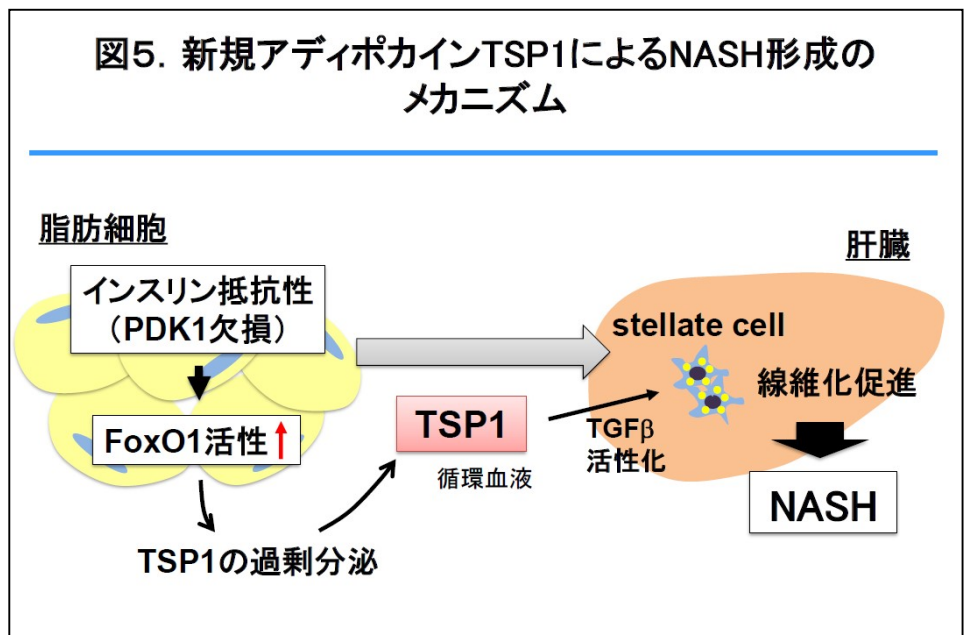 図5. 新規アディポカインTSP1によるNASH形成の
メカニズム
脂肪細胞
インスリン抵抗性
（PDK1欠損）
FoxO1活性↑
TSP1の過剰分泌
TSP1
循環血液
肝臓
stellate cell
TGFβ
活性化
線維化促進
NASH